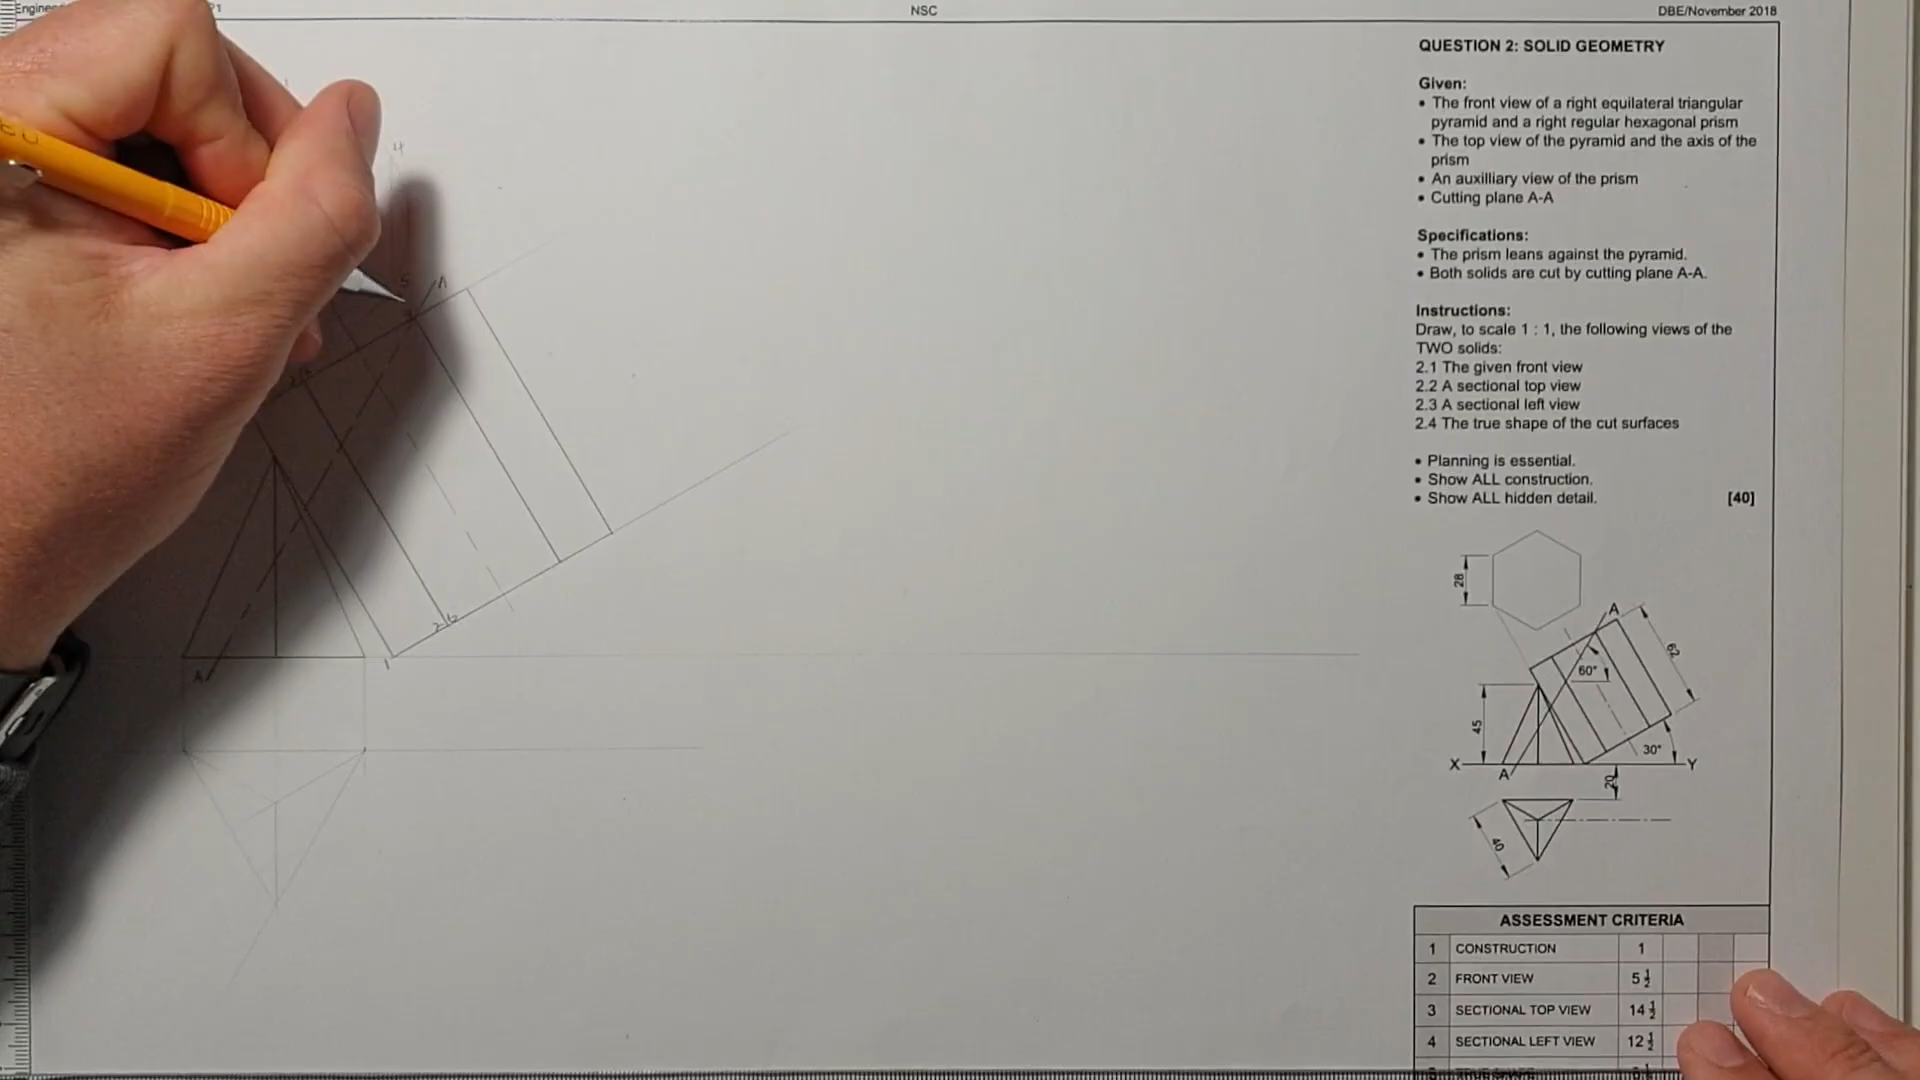 NSC
DBE/November 2018
QUESTION 2: SOLID GEOMETRY
Given:
• The front view of a right equilateral triangular
pyramid and a right regular hexagonal prism
• The top view of the pyramid and the axis of the
prism
• An auxilliary view of the prism
• Cutting plane A-A
Specifications:
• The prism leans against the pyramid.
• Both solids are cut by cutting plane A-A.
Instructions:
Draw, to scale 1 : 1, the following views of the
TWO solids:
2.1 The given front view
2.2 A sectional top view
2.3 A sectional left view
2.4 The true shape of the cut surfaces
• Planning is essential.
• Show ALL construction.
• Show ALL hidden detail. [40]
28
A
62
60°
45
30°
X
Y
A
20
40
ASSESSMENT CRITERIA
1 CONSTRUCTION 1
2 FRONT VIEW 5 1/2
3 SECTIONAL TOP VIEW 14 1/2
4 SECTIONAL LEFT VIEW 12 1/2
4
5
A
A
1
2
6